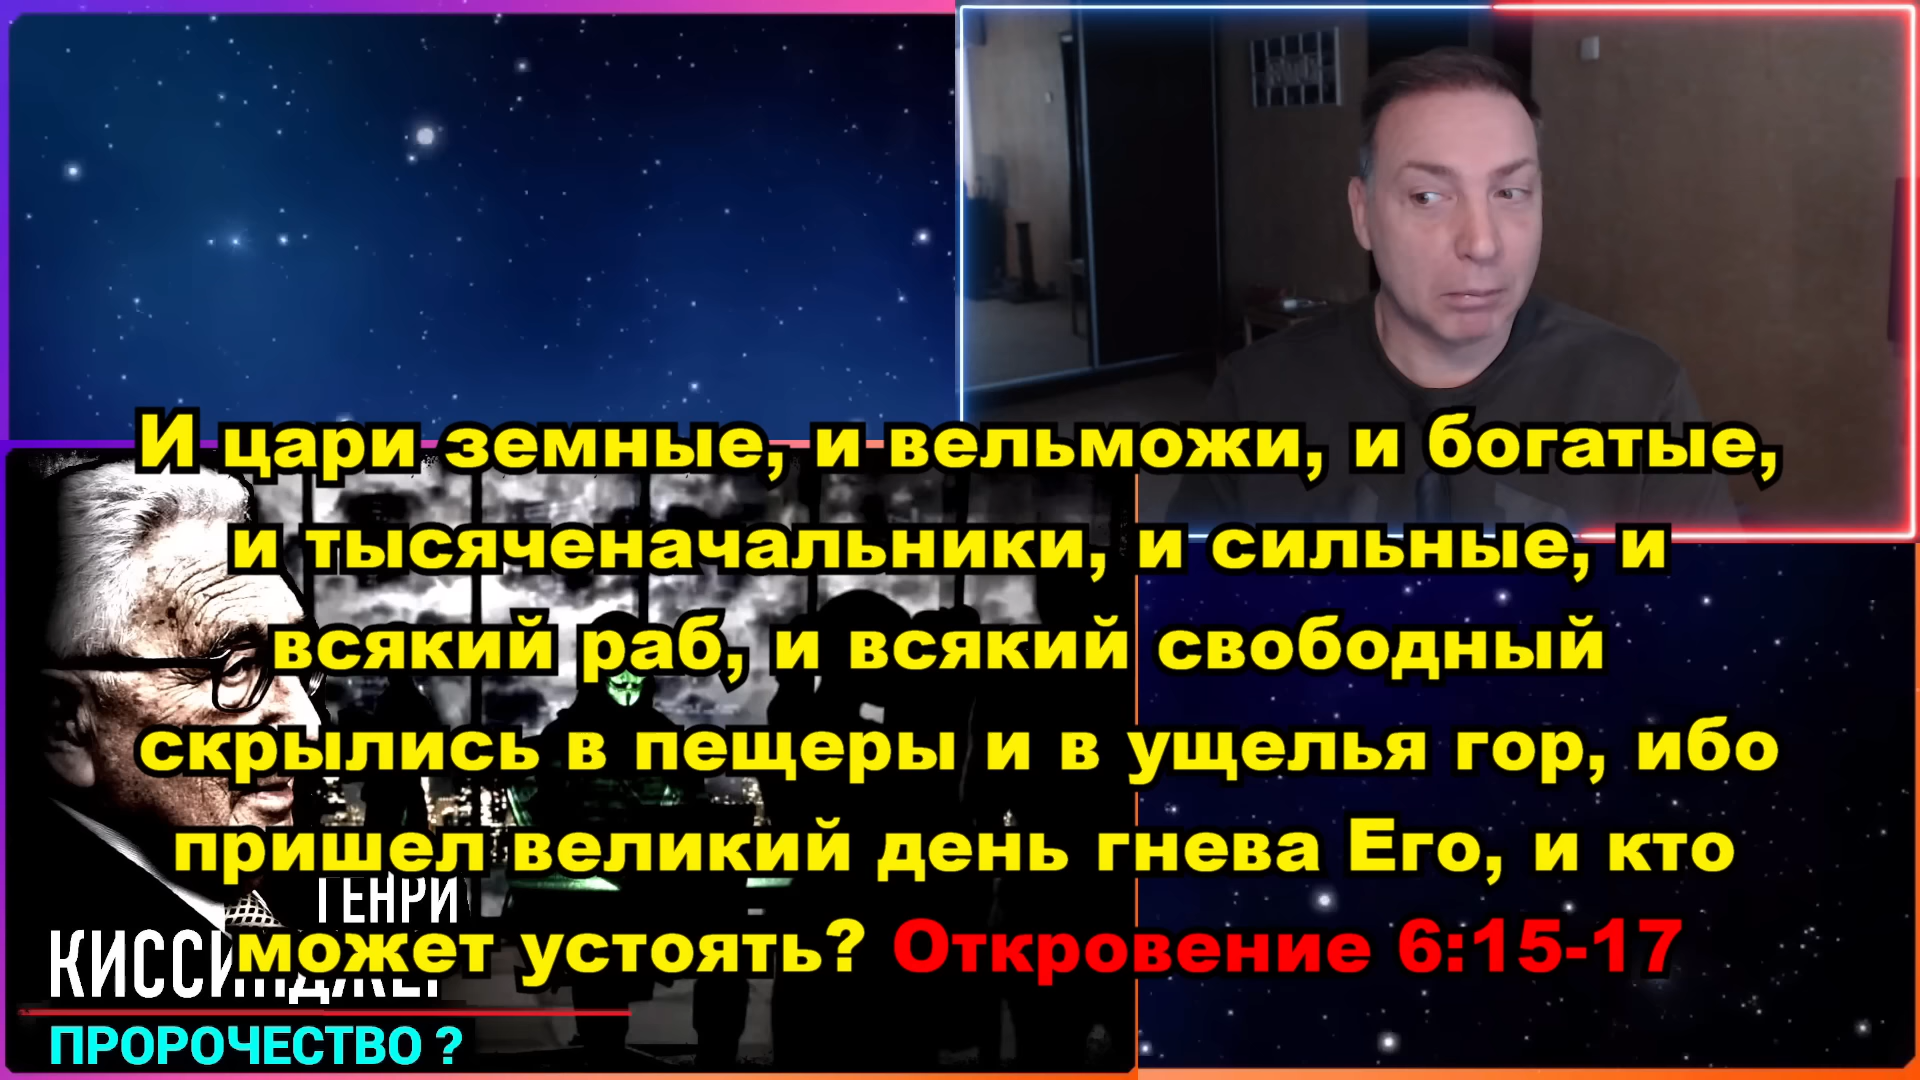 И цари земные, и вельможи, и богатые,
и тысяченачальники, и сильные, и
всякий раб, и всякий свободный
скрылись в пещеры и в ущелья гор, ибо
пришел великий день гнева Его, и кто
может устоять? Откровение 6:15-17
ГЕНРИ
КИССИНДЖЕР
ПРОРОЧЕСТВО ?